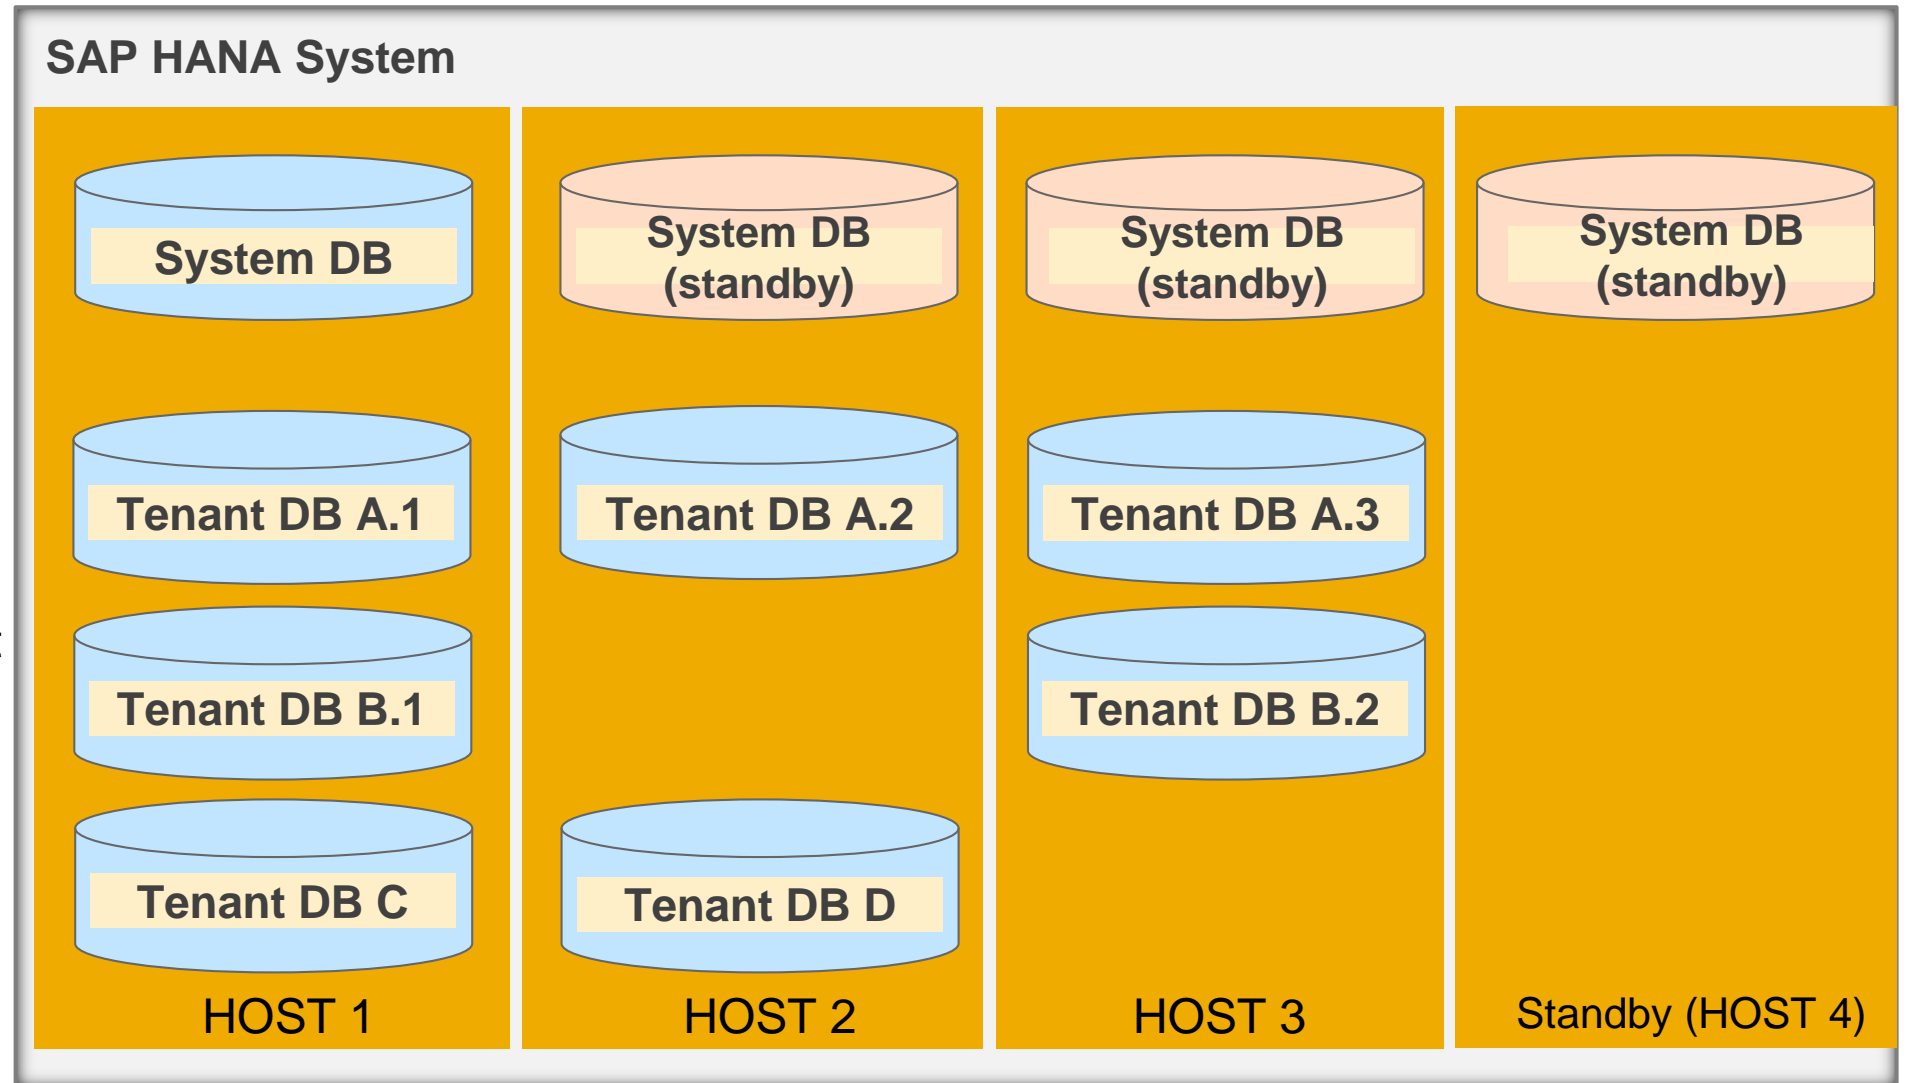 SAP HANA System
System DB
System DB
(standby)
System DB
(standby)
System DB
(standby)
Tenant DB A.1
Tenant DB A.2
Tenant DB A.3
Tenant DB B.1
Tenant DB B.2
Tenant DB C
Tenant DB D
HOST 1
HOST 2
HOST 3
Standby (HOST 4)